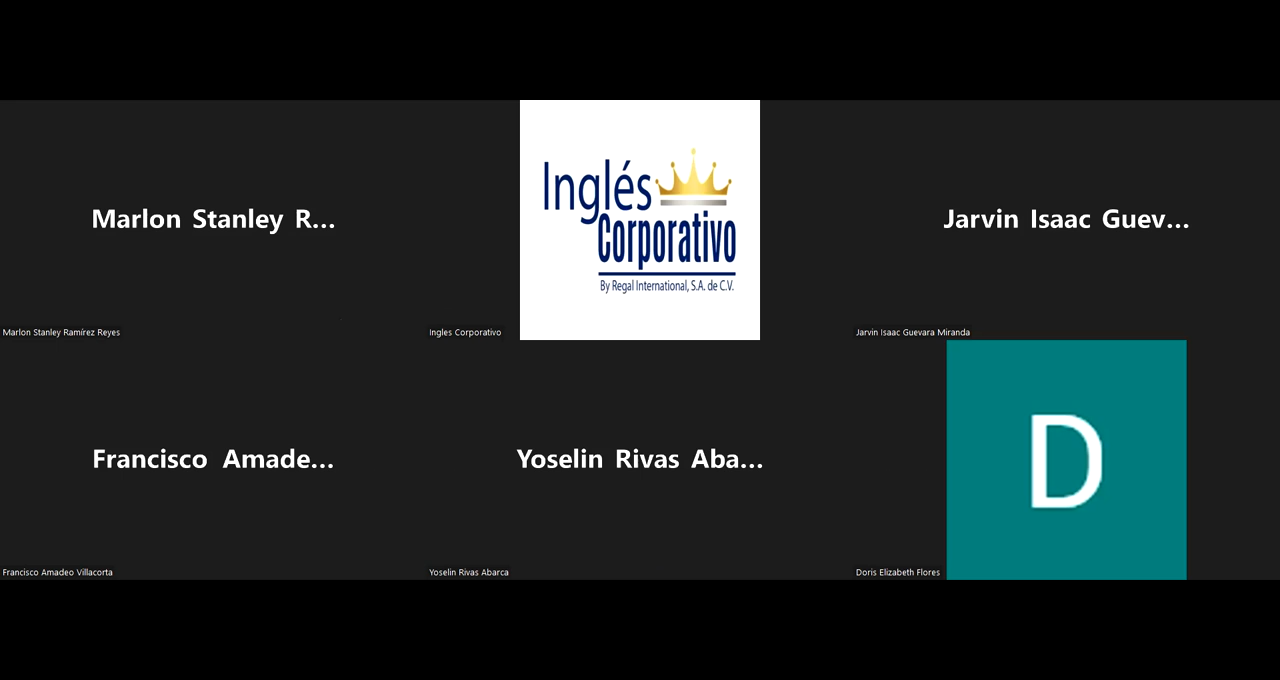 Marlon Stanley R...
Marlon Stanley Ramírez Reyes
Inglés
Corporativo
By Regal International, S.A. de C.V.
Ingles Corporativo
Jarvin Isaac Guev...
Jarvin Isaac Guevara Miranda
Francisco Amade...
Francisco Amadeo Villacorta
Yoselin Rivas Aba...
Yoselin Rivas Abarca
D
Doris Elizabeth Flores